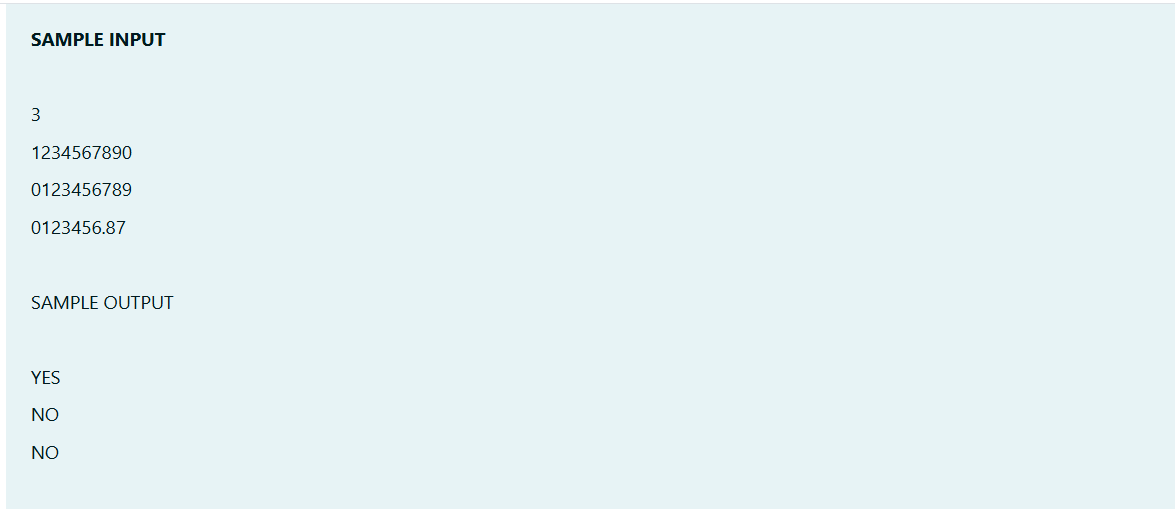 SAMPLE INPUT
3
1234567890
0123456789
0123456.87
SAMPLE OUTPUT
YES
NO
NO